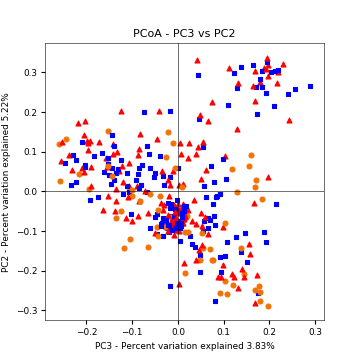 PCoA - PC3 vs PC2
PC2 - Percent variation explained 5.22%
0.3
0.2
0.1
0.0
−0.1
−0.2
−0.3
−0.2 −0.1 0.0 0.1 0.2 0.3
PC3 - Percent variation explained 3.83%